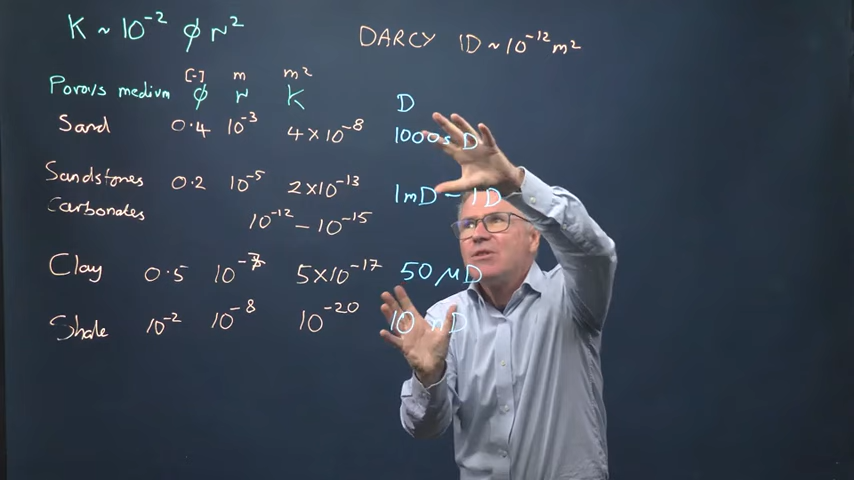 K ~ 10⁻² φ r²
DARCY 1D ~ 10⁻¹² m²
[-] m m²
Porous medium φ r K D
Sand 0.4 10⁻³ 4×10⁻⁸ 1000s D
Sandstones 0.2 10⁻⁵ 2×10⁻¹³ 1mD – 1D
Carbonates 10⁻¹² – 10⁻¹⁵
Clay 0.5 10⁻⁷ 5×10⁻¹⁷ 50 μD
Shale 10⁻² 10⁻⁸ 10⁻²⁰ 10 nD